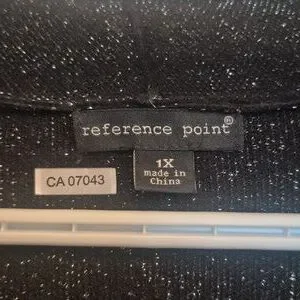 reference point®
1X
made in
China
CA 07043